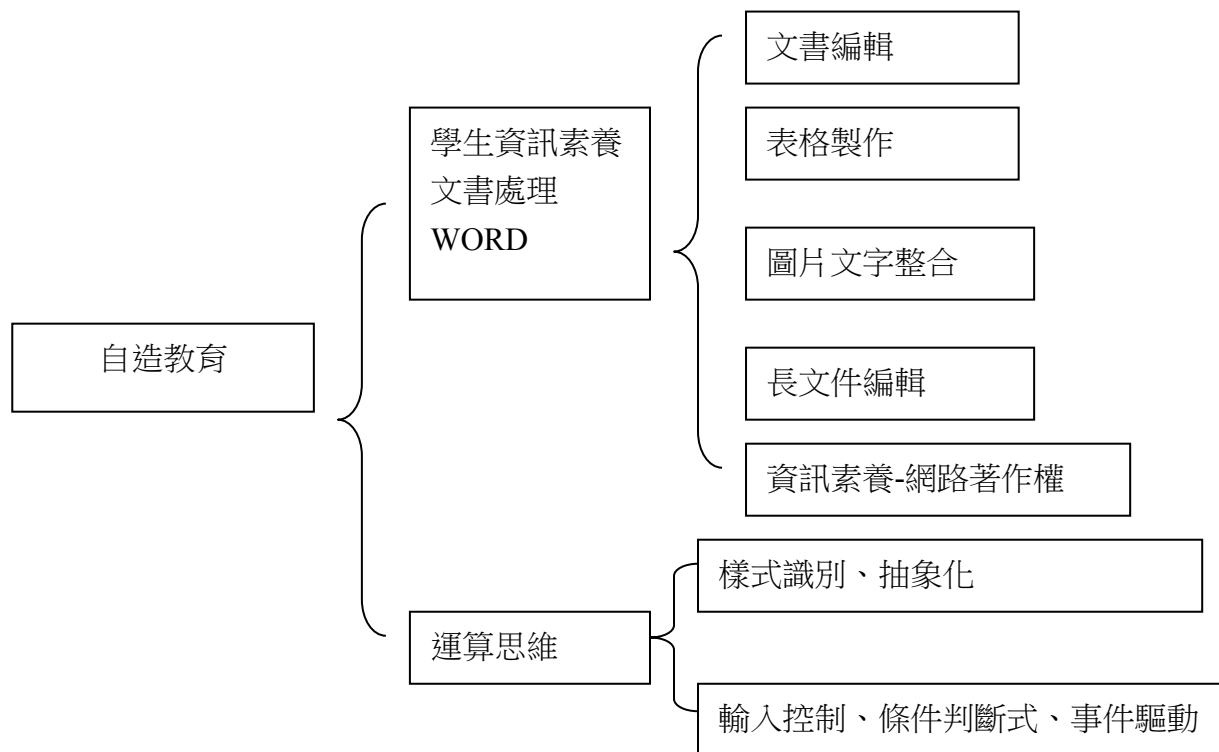 自造教育
學生資訊素養
文書處理
WORD
文書編輯
表格製作
圖片文字整合
長文件編輯
資訊素養-網路著作權
運算思維
樣式識別、抽象化
輸入控制、條件判斷式、事件驅動